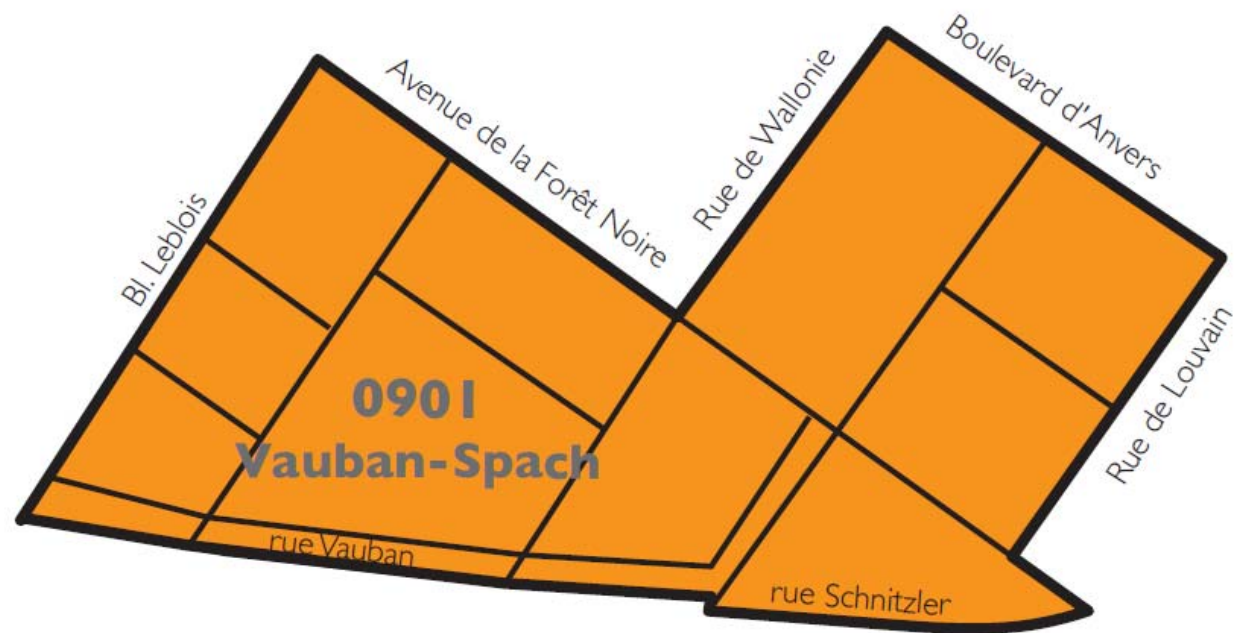 Bl. Leblois
Avenue de la Forêt Noire
Rue de Wallonie
Boulevard d'Anvers
Rue de Louvain
0901
Vauban-Spach
rue Vauban
rue Schnitzler